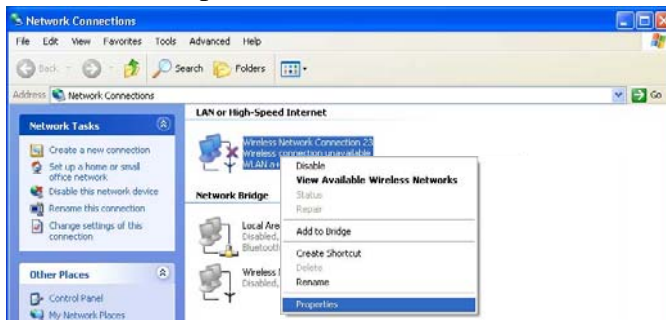 Network Connections
File Edit View Favorites Tools Advanced Help
Back Search Folders
Address Network Connections Go
Network Tasks
Create a new connection
Set up a home or small
office network
Disable this network device
Rename this connection
Change settings of this
connection
Other Places
Control Panel
My Network Places
LAN or High-Speed Internet
Wireless Network Connection 23
Wireless connection unavailable
WLAN
Network Bridge
Local Are
Disabled,
Bluetooth
Wireless
Disabled,
Disable
View Available Wireless Networks
Status
Repair
Add to Bridge
Create Shortcut
Delete
Rename
Properties